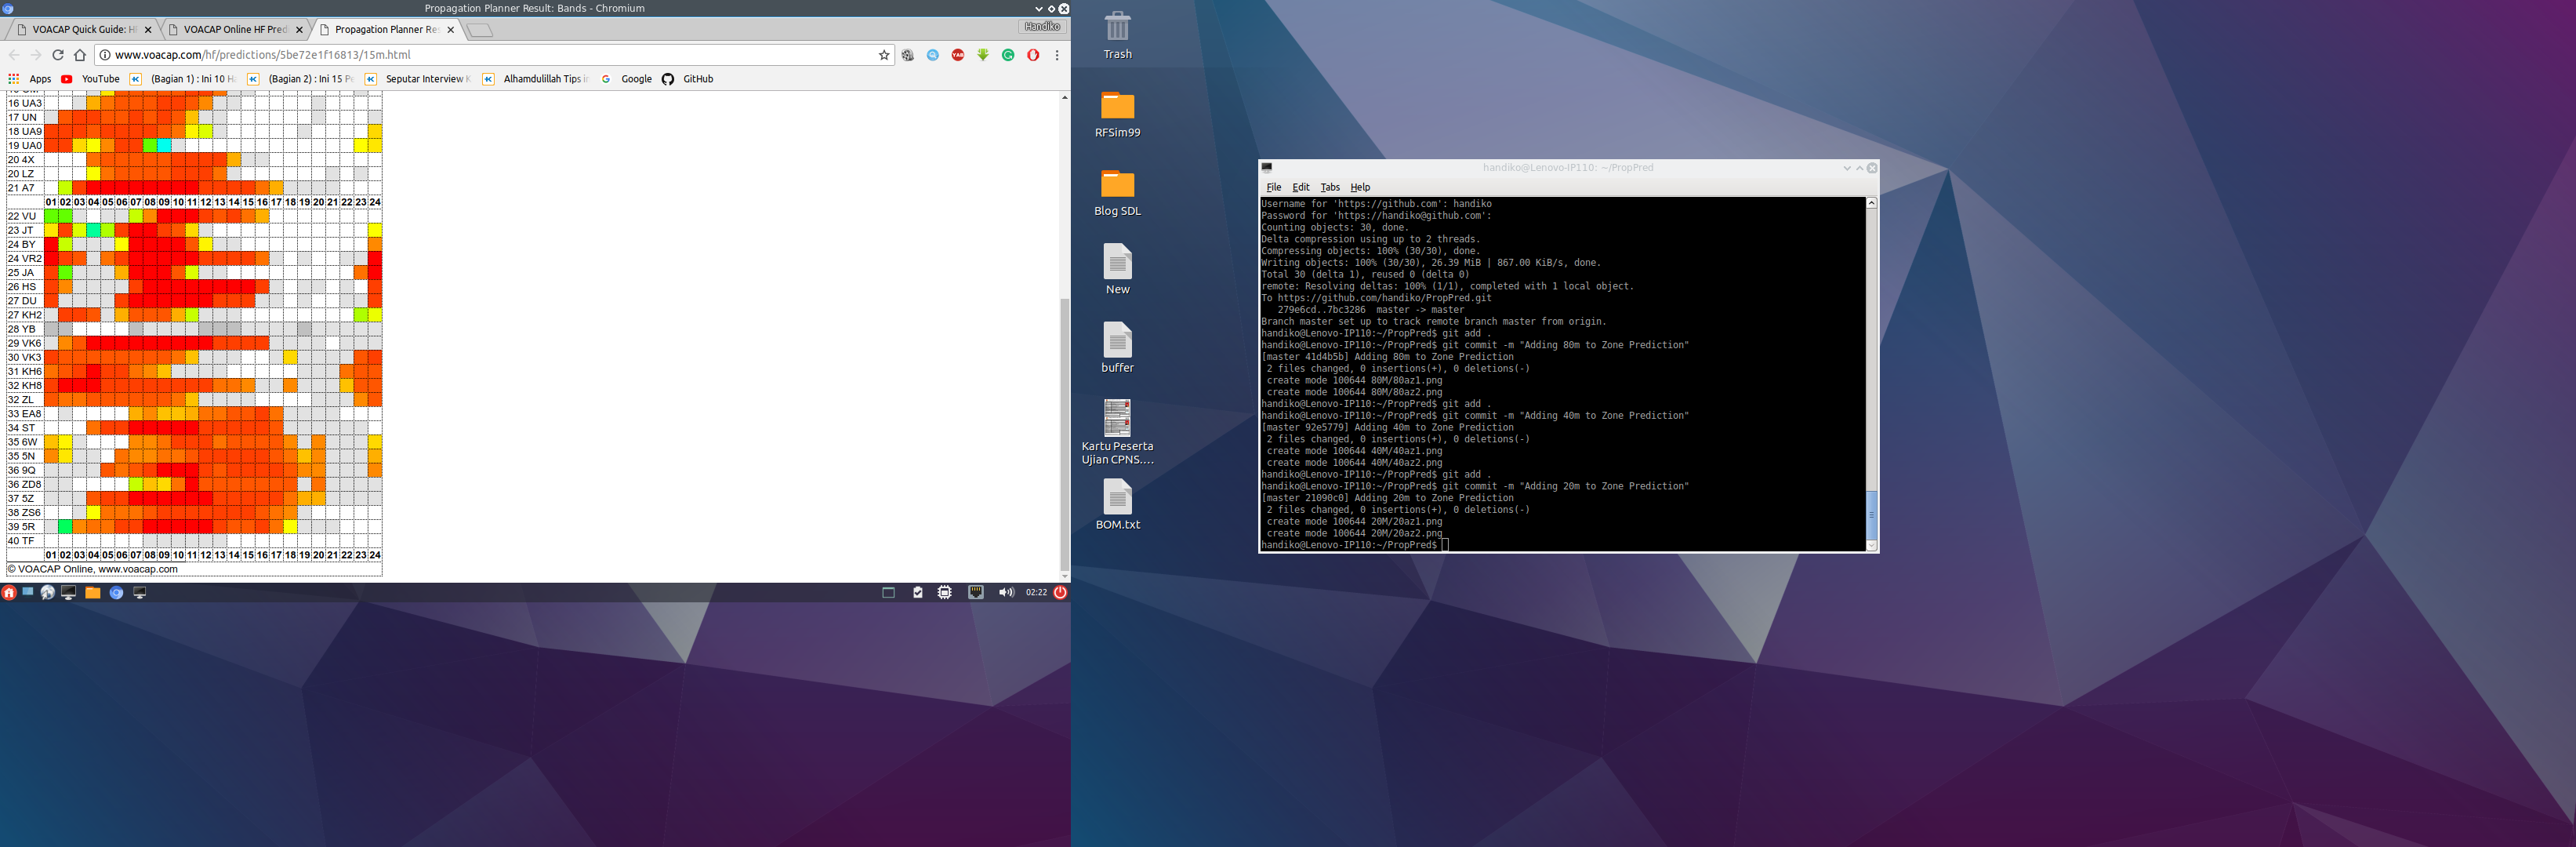 Propagation Planner Result: Bands - Chromium
VOACAP Quick Guide: H
VOACAP Online HF Pred
Propagation Planner Re
Handiko
www.voacap.com/hf/predictions/5be72e1f16813/15m.html
Apps
YouTube
(Bagian 1) : Ini 10 H
(Bagian 2) : Ini 15 P
Seputar Interview K
Alhamdulillah Tips i
Google
GitHub
16 UA3
17 UN
18 UA9
19 UA0
20 4X
20 LZ
21 A7
01 02 03 04 05 06 07 08 09 10 11 12 13 14 15 16 17 18 19 20 21 22 23 24
22 VU
23 JT
24 BY
24 VR2
25 JA
26 HS
27 DU
27 KH2
28 YB
29 VK6
30 VK3
31 KH6
32 KH8
32 ZL
33 EA8
34 ST
35 6W
35 5N
36 9Q
36 ZD8
37 5Z
38 ZS6
39 5R
40 TF
01 02 03 04 05 06 07 08 09 10 11 12 13 14 15 16 17 18 19 20 21 22 23 24
© VOACAP Online, www.voacap.com
02:22
Trash
RFSim99
Blog SDL
New
buffer
Kartu Peserta
Ujian CPNS....
BOM.txt
handiko@Lenovo-IP110: ~/PropPred
File Edit Tabs Help
Username for 'https://github.com': handiko
Password for 'https://handiko@github.com':
Counting objects: 30, done.
Delta compression using up to 2 threads.
Compressing objects: 100% (30/30), done.
Writing objects: 100% (30/30), 26.39 MiB | 867.00 KiB/s, done.
Total 30 (delta 1), reused 0 (delta 0)
remote: Resolving deltas: 100% (1/1), completed with 1 local object.
To https://github.com/handiko/PropPred.git
279e6cd..7bc3286 master -> master
Branch master set up to track remote branch master from origin.
handiko@Lenovo-IP110:~/PropPred$ git add .
handiko@Lenovo-IP110:~/PropPred$ git commit -m "Adding 80m to Zone Prediction"
[master 41d4b5b] Adding 80m to Zone Prediction
2 files changed, 0 insertions(+), 0 deletions(-)
create mode 100644 80M/80az1.png
create mode 100644 80M/80az2.png
handiko@Lenovo-IP110:~/PropPred$ git add .
handiko@Lenovo-IP110:~/PropPred$ git commit -m "Adding 40m to Zone Prediction"
[master 92e5779] Adding 40m to Zone Prediction
2 files changed, 0 insertions(+), 0 deletions(-)
create mode 100644 40M/40az1.png
create mode 100644 40M/40az2.png
handiko@Lenovo-IP110:~/PropPred$ git add .
handiko@Lenovo-IP110:~/PropPred$ git commit -m "Adding 20m to Zone Prediction"
[master 21090c0] Adding 20m to Zone Prediction
2 files changed, 0 insertions(+), 0 deletions(-)
create mode 100644 20M/20az1.png
create mode 100644 20M/20az2.png
handiko@Lenovo-IP110:~/PropPred$